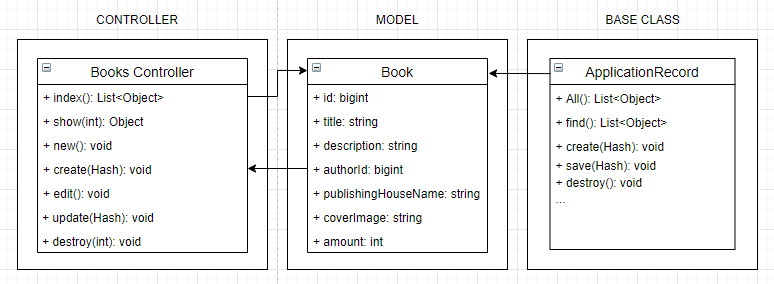 CONTROLLER
MODEL
BASE CLASS
Books Controller
+ index(): List<Object>
+ show(int): Object
+ new(): void
+ create(Hash): void
+ edit(): void
+ update(Hash): void
+ destroy(int): void
Book
+ id: bigint
+ title: string
+ description: string
+ authorId: bigint
+ publishingHouseName: string
+ coverImage: string
+ amount: int
ApplicationRecord
+ All(): List<Object>
+ find(): List<Object>
+ create(Hash): void
+ save(Hash): void
+ destroy(): void
...